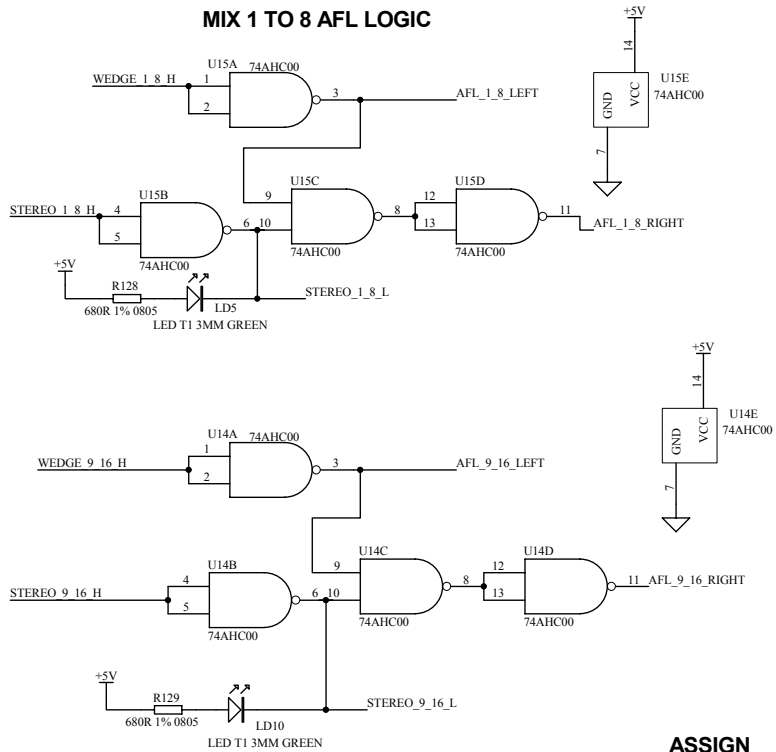 MIX 1 TO 8 AFL LOGIC
+5V
14
U15E
74AHC00
GND
VCC
7
U15A
74AHC00
WEDGE_1_8_H
1
2
3
AFL_1_8_LEFT
U15B
STEREO_1_8_H
4
5
6
74AHC00
U15C
9
10
8
74AHC00
U15D
12
13
11
AFL_1_8_RIGHT
74AHC00
+5V
R128
680R 1% 0805
LD5
LED T1 3MM GREEN
STEREO_1_8_L
+5V
14
U14E
74AHC00
GND
VCC
7
U14A
74AHC00
WEDGE_9_16_H
1
2
3
AFL_9_16_LEFT
U14B
STEREO_9_16_H
4
5
6
74AHC00
U14C
9
10
8
74AHC00
U14D
12
13
11
AFL_9_16_RIGHT
74AHC00
+5V
R129
680R 1% 0805
LD10
LED T1 3MM GREEN
STEREO_9_16_L
ASSIGN